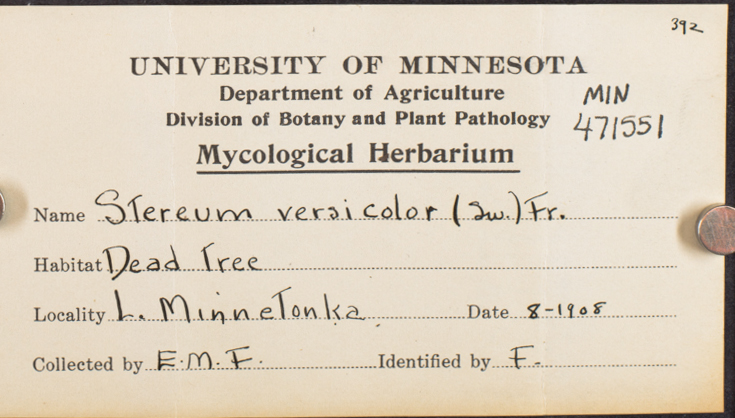 392
UNIVERSITY OF MINNESOTA
Department of Agriculture
Division of Botany and Plant Pathology
MIN
471551
Mycological Herbarium
Name Stereum versicolor (Sw.) Fr.
Habitat Dead Tree
Locality L. Minnetonka Date 8-1908
Collected by E.M.F. Identified by F.